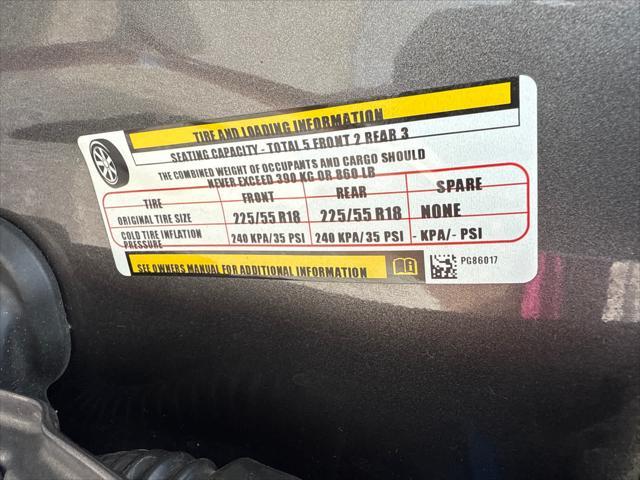 TIRE AND LOADING INFORMATION
SEATING CAPACITY - TOTAL 5 FRONT 2 REAR 3
THE COMBINED WEIGHT OF OCCUPANTS AND CARGO SHOULD
NEVER EXCEED 390 KG OR 860 LB
TIRE FRONT REAR SPARE
ORIGINAL TIRE SIZE 225/55 R18 225/55 R18 NONE
COLD TIRE INFLATION
PRESSURE 240 KPA/35 PSI 240 KPA/35 PSI - KPA/- PSI
SEE OWNERS MANUAL FOR ADDITIONAL INFORMATION
PG86017